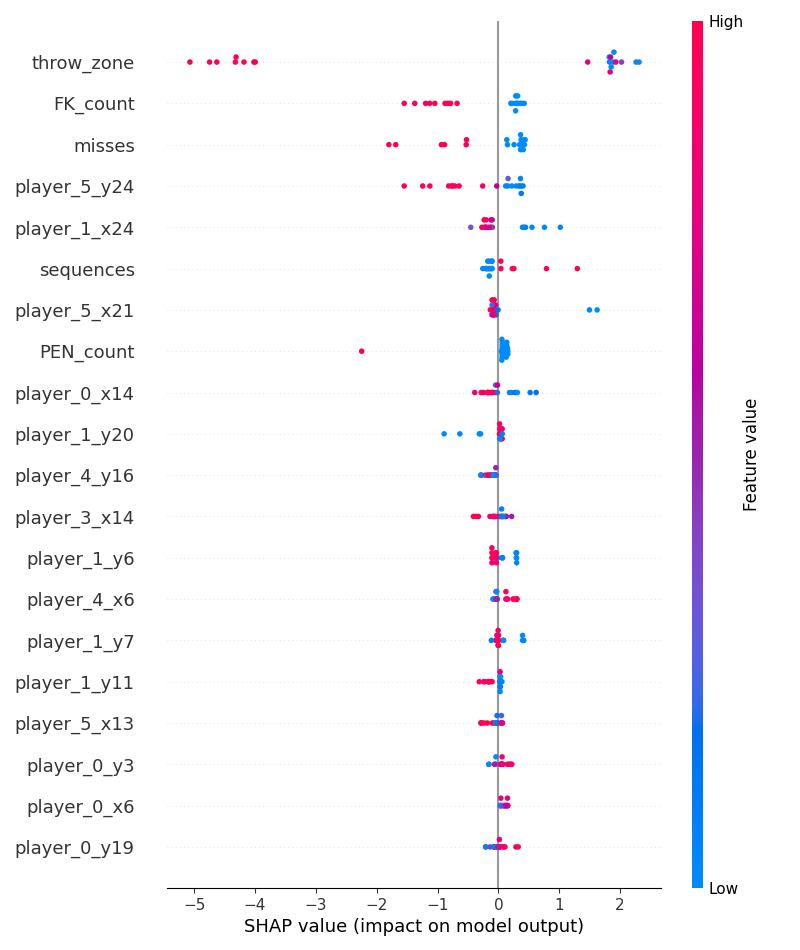 High
throw_zone
FK_count
misses
player_5_y24
player_1_x24
sequences
player_5_x21
PEN_count
player_0_x14
player_1_y20
player_4_y16
player_3_x14
player_1_y6
player_4_x6
player_1_y7
player_1_y11
player_5_x13
player_0_y3
player_0_x6
player_0_y19
Feature value
Low
−5 −4 −3 −2 −1 0 1 2
SHAP value (impact on model output)